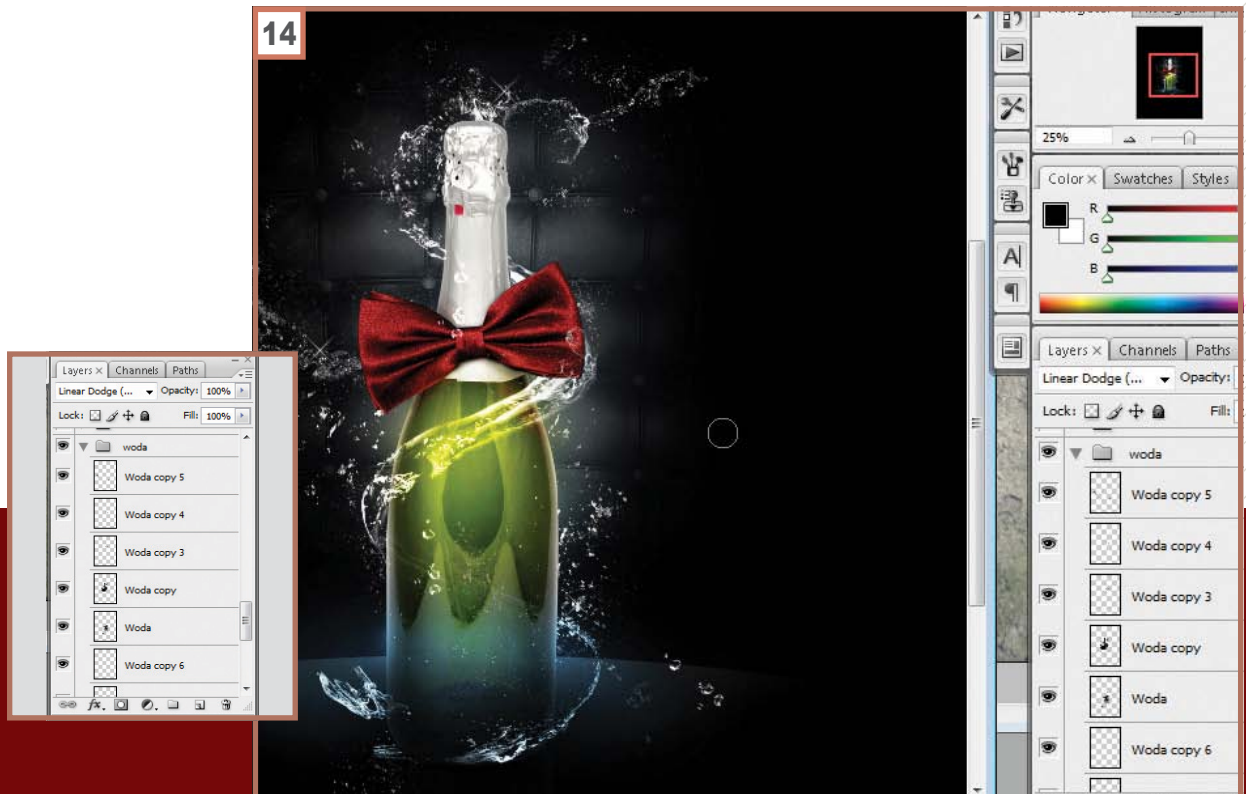 14
25%
Color × Swatches Styles
R
G
B
Layers × Channels Paths
Linear Dodge (... Opacity:
Lock: Fill:
woda
Woda copy 5
Woda copy 4
Woda copy 3
Woda copy
Woda
Woda copy 6
Layers × Channels Paths
Linear Dodge (... Opacity: 100%
Lock: Fill: 100%
woda
Woda copy 5
Woda copy 4
Woda copy 3
Woda copy
Woda
Woda copy 6